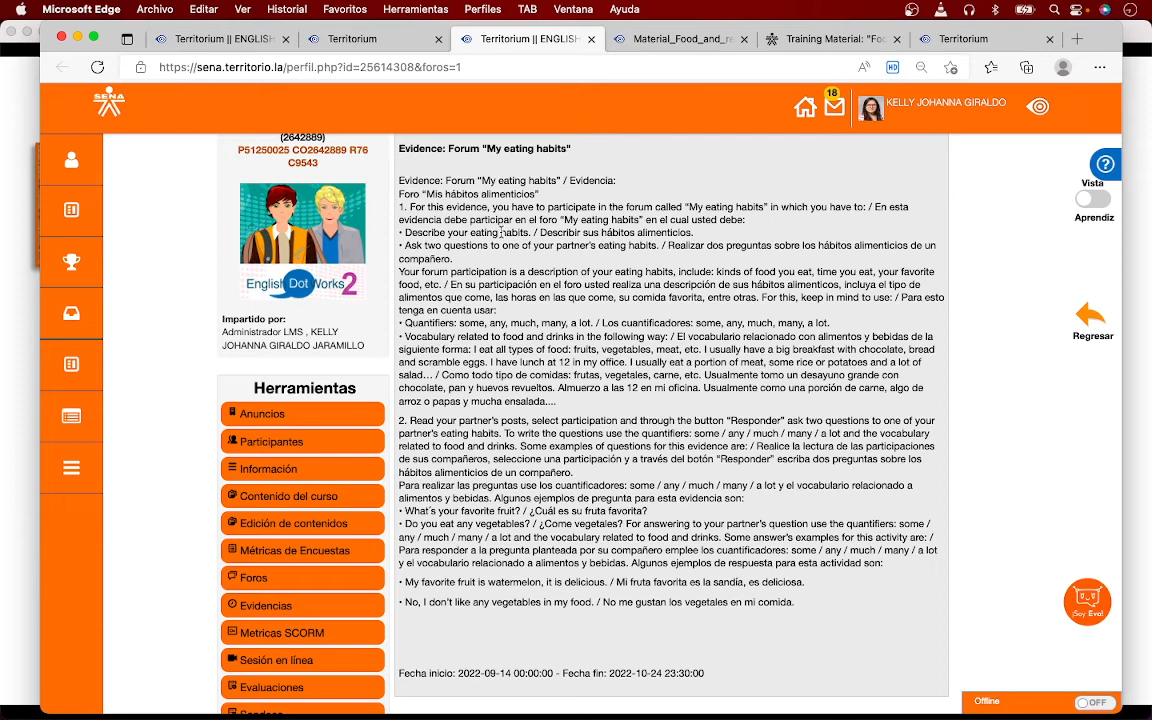 Microsoft Edge Archivo Editar Ver Historial Favoritos Herramientas Perfiles TAB Ventana Ayuda
Territorium || ENGLISH
Territorium
Territorium || ENGLISH
Material_Food_and_re
Training Material: "Foo
Territorium
https://sena.territorio.la/perfil.php?id=25614308&foros=1
SENA
18
KELLY JOHANNA GIRALDO
(2642889)
P51250025 CO2642889 R76
C9543
English Dot Works 2
Impartido por:
Administrador LMS , KELLY
JOHANNA GIRALDO JARAMILLO
Herramientas
Anuncios
Participantes
Información
Contenido del curso
Edición de contenidos
Métricas de Encuestas
Foros
Evidencias
Metricas SCORM
Sesión en línea
Evaluaciones
Evidence: Forum "My eating habits"
Evidence: Forum "My eating habits" / Evidencia:
Foro "Mis hábitos alimenticios"
1. For this evidence, you have to participate in the forum called "My eating habits" in which you have to: / En esta
evidencia debe participar en el foro "My eating habits" en el cual usted debe:
• Describe your eating habits. / Describir sus hábitos alimenticios.
• Ask two questions to one of your partner's eating habits. / Realizar dos preguntas sobre los hábitos alimenticios de un
compañero.
Your forum participation is a description of your eating habits, include: kinds of food you eat, time you eat, your favorite
food, etc. / En su participación en el foro usted realiza una descripción de sus hábitos alimenticios, incluya el tipo de
alimentos que come, las horas en las que come, su comida favorita, entre otras. For this, keep in mind to use: / Para esto
tenga en cuenta usar:
• Quantifiers: some, any, much, many, a lot. / Los cuantificadores: some, any, much, many, a lot.
• Vocabulary related to food and drinks in the following way: / El vocabulario relacionado con alimentos y bebidas de la
siguiente forma: I eat all types of food: fruits, vegetables, meat, etc. I usually have a big breakfast with chocolate, bread
and scramble eggs. I have lunch at 12 in my office. I usually eat a portion of meat, some rice or potatoes and a lot of
salad... / Como todo tipo de comidas: frutas, vegetales, carne, etc. Usualmente tomo un desayuno grande con
chocolate, pan y huevos revueltos. Almuerzo a las 12 en mi oficina. Usualmente como una porción de carne, algo de
arroz o papas y mucha ensalada....
2. Read your partner's posts, select participation and through the button "Responder" ask two questions to one of your
partner's eating habits. To write the questions use the quantifiers: some / any / much / many / a lot and the vocabulary
related to food and drinks. Some examples of questions for this evidence are: / Realice la lectura de las participaciones
de sus compañeros, seleccione una participación y a través del botón "Responder" escriba dos preguntas sobre los
hábitos alimenticios de un compañero.
Para realizar las preguntas use los cuantificadores: some / any / much / many / a lot y el vocabulario relacionado a
alimentos y bebidas. Algunos ejemplos de pregunta para esta evidencia son:
• What´s your favorite fruit? / ¿Cuál es su fruta favorita?
• Do you eat any vegetables? / ¿Come vegetales? For answering to your partner's question use the quantifiers: some /
any / much / many / a lot and the vocabulary related to food and drinks. Some answer's examples for this activity are: /
Para responder a la pregunta planteada por su compañero emplee los cuantificadores: some / any / much / many / a lot
y el vocabulario relacionado a alimentos y bebidas. Algunos ejemplos de respuesta para esta actividad son:
• My favorite fruit is watermelon, it is delicious. / Mi fruta favorita es la sandía, es deliciosa.
• No, I don't like any vegetables in my food. / No me gustan los vegetales en mi comida.
Fecha inicio: 2022-09-14 00:00:00 - Fecha fin: 2022-10-24 23:30:00
?
Vista
Aprendiz
Regresar
¡Soy Eva!
Offline
OFF